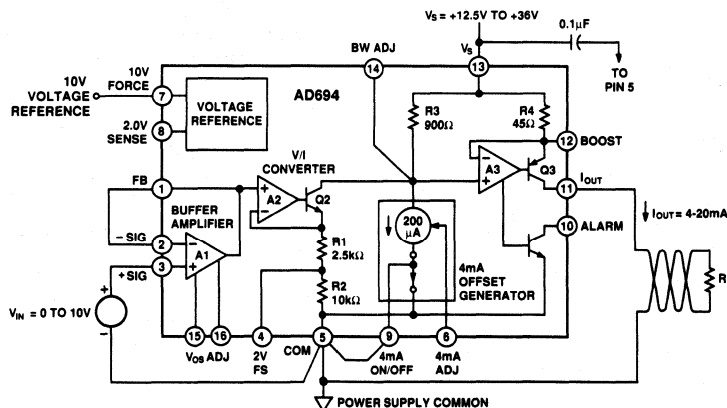 VS = +12.5V TO +36V
0.1µF
BW ADJ
VS
14
13
TO
PIN 5
10V
VOLTAGE
REFERENCE
10V
FORCE
7
VOLTAGE
REFERENCE
AD694
R3
900Ω
R4
45Ω
2.0V
SENSE
8
12
BOOST
V/I
CONVERTER
FB
1
+
A2
−
Q2
−
A3
+
Q3
IOUT
11
BUFFER
AMPLIFIER
200
µA
ALARM
10
IOUT = 4-20mA
− SIG
2
−
A1
+
+SIG
3
R1
2.5kΩ
4mA
OFFSET
GENERATOR
R
R2
10kΩ
+
VIN = 0 TO 10V
−
15
16
4
5
9
6
VOS ADJ
2V
FS
COM
4mA
ON/OFF
4mA
ADJ
POWER SUPPLY COMMON